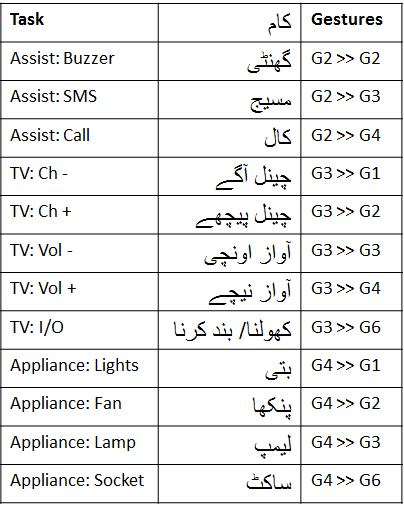 Task کام Gestures
Assist: Buzzer گھنٹی G2 >> G2
Assist: SMS مسیج G2 >> G3
Assist: Call کال G2 >> G4
TV: Ch - چینل آگے G3 >> G1
TV: Ch + چینل پیچھے G3 >> G2
TV: Vol - آواز اونچی G3 >> G3
TV: Vol + آواز نیچے G3 >> G4
TV: I/O کھولنا/ بند کرنا G3 >> G6
Appliance: Lights بتی G4 >> G1
Appliance: Fan پنکھا G4 >> G2
Appliance: Lamp لیمپ G4 >> G3
Appliance: Socket ساکٹ G4 >> G6